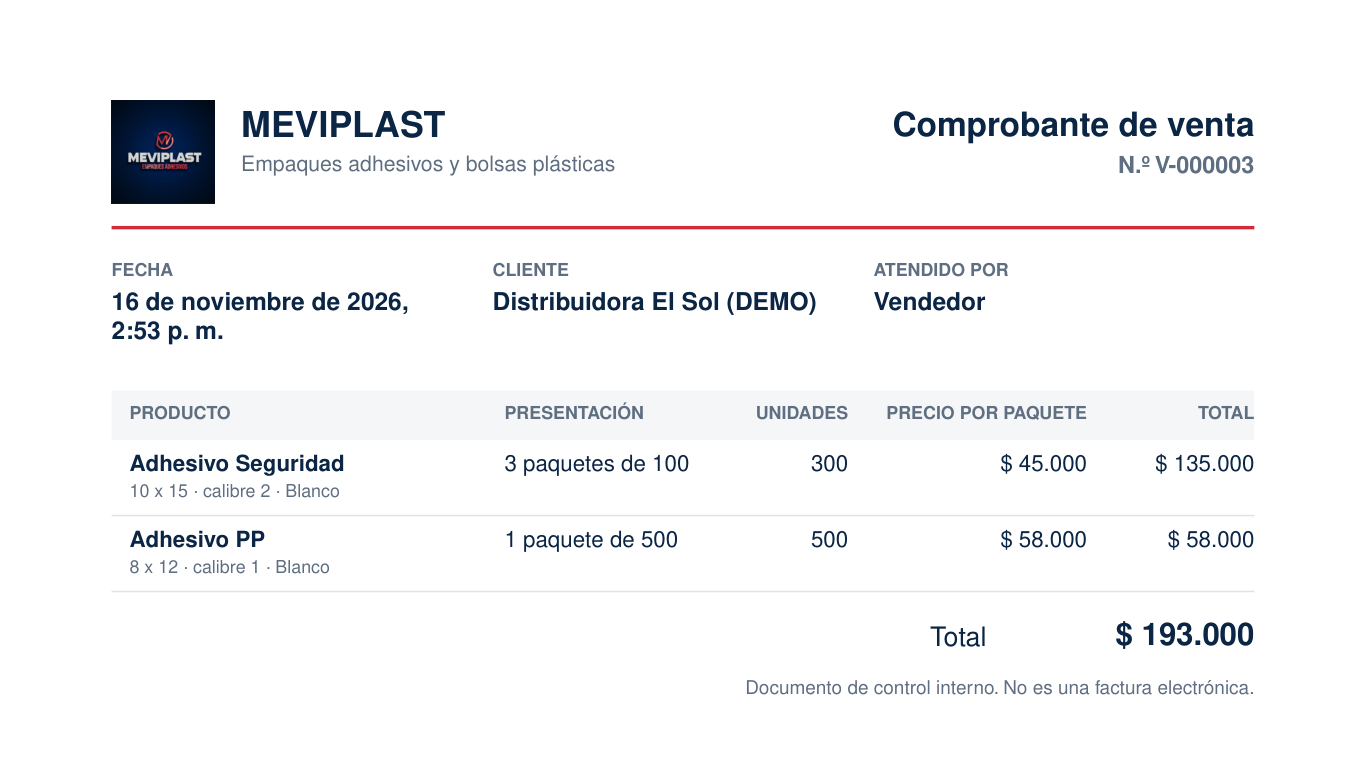 MEVIPLAST
EMPAQUES ADHESIVOS
MEVIPLAST
Empaques adhesivos y bolsas plásticas
Comprobante de venta
N.º V-000003
FECHA
16 de noviembre de 2026,
2:53 p. m.
CLIENTE
Distribuidora El Sol (DEMO)
ATENDIDO POR
Vendedor
PRODUCTO PRESENTACIÓN UNIDADES PRECIO POR PAQUETE TOTAL
Adhesivo Seguridad 3 paquetes de 100 300 $ 45.000 $ 135.000
10 x 15 · calibre 2 · Blanco
Adhesivo PP 1 paquete de 500 500 $ 58.000 $ 58.000
8 x 12 · calibre 1 · Blanco
Total $ 193.000
Documento de control interno. No es una factura electrónica.